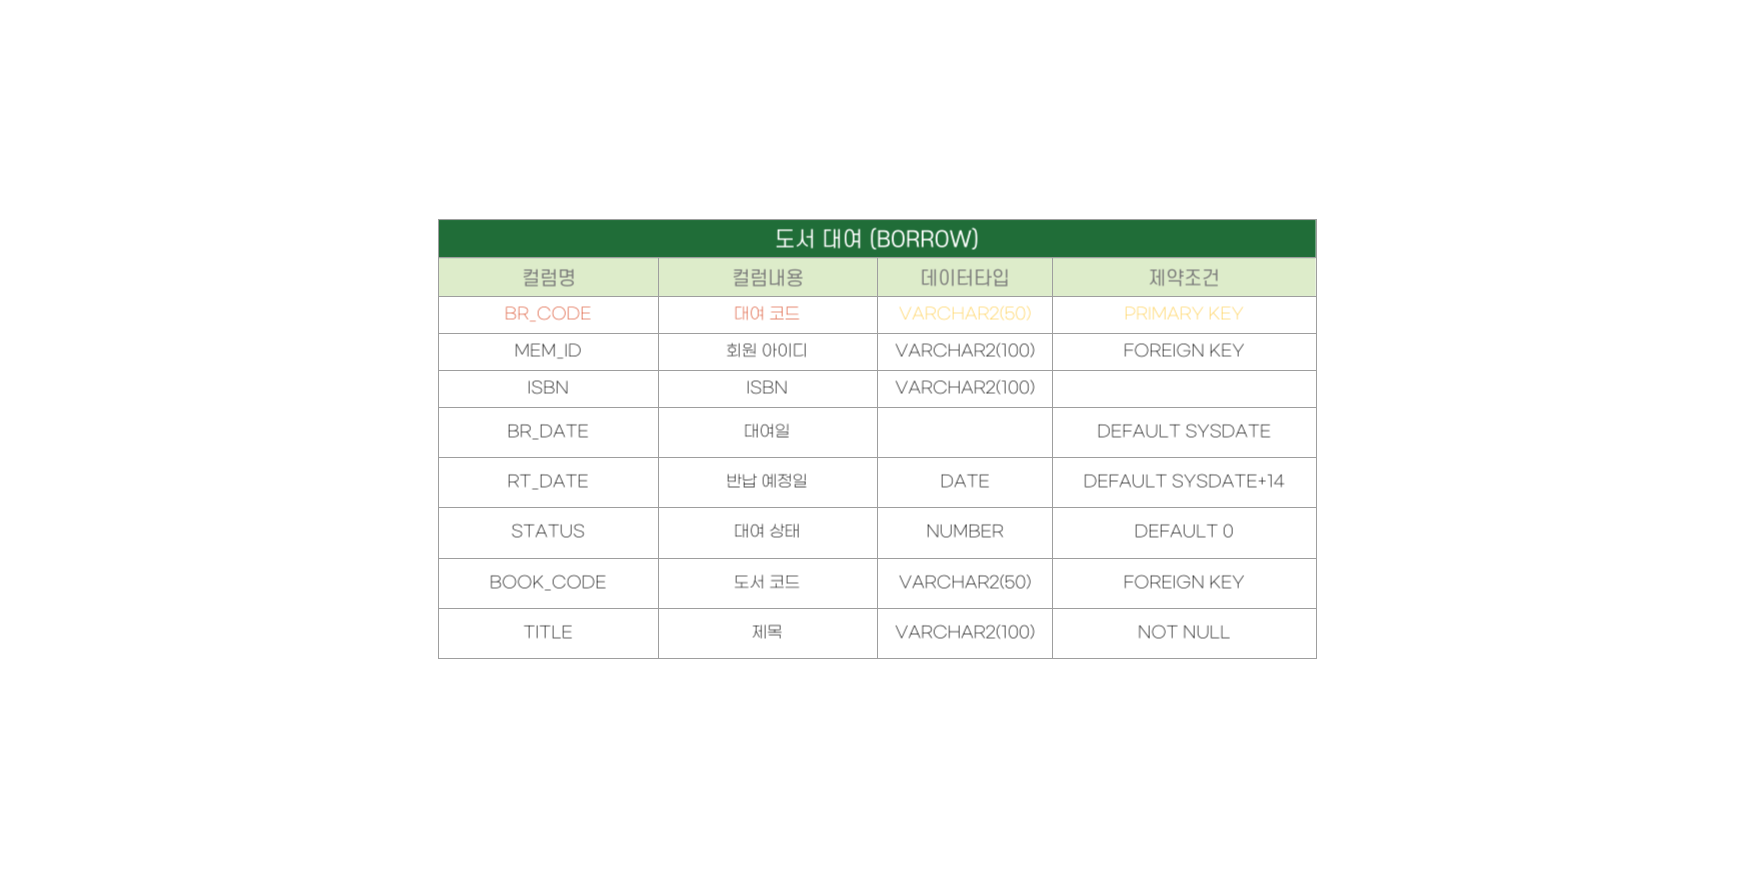 도서 대여 (BORROW)
컬럼명 컬럼내용 데이터타입 제약조건
BR_CODE 대여 코드 VARCHAR2(50) PRIMARY KEY
MEM_ID 회원 아이디 VARCHAR2(100) FOREIGN KEY
ISBN ISBN VARCHAR2(100)
BR_DATE 대여일 DEFAULT SYSDATE
RT_DATE 반납 예정일 DATE DEFAULT SYSDATE+14
STATUS 대여 상태 NUMBER DEFAULT 0
BOOK_CODE 도서 코드 VARCHAR2(50) FOREIGN KEY
TITLE 제목 VARCHAR2(100) NOT NULL